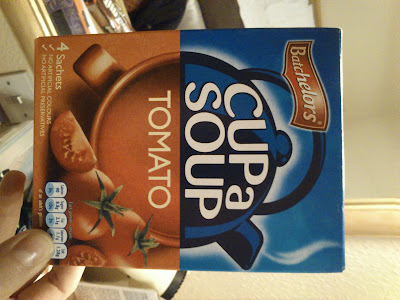 Batchelors
CUP a
SOUP
TOMATO
4 Sachets
✓ NO ARTIFICIAL COLOURS
✓ NO ARTIFICIAL PRESERVATIVES